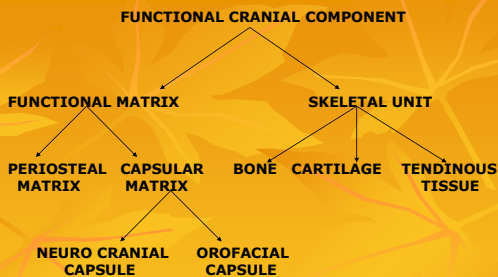 FUNCTIONAL CRANIAL COMPONENT
FUNCTIONAL MATRIX
SKELETAL UNIT
PERIOSTEAL
MATRIX
CAPSULAR
MATRIX
BONE
CARTILAGE
TENDINOUS
TISSUE
NEURO CRANIAL
CAPSULE
OROFACIAL
CAPSULE